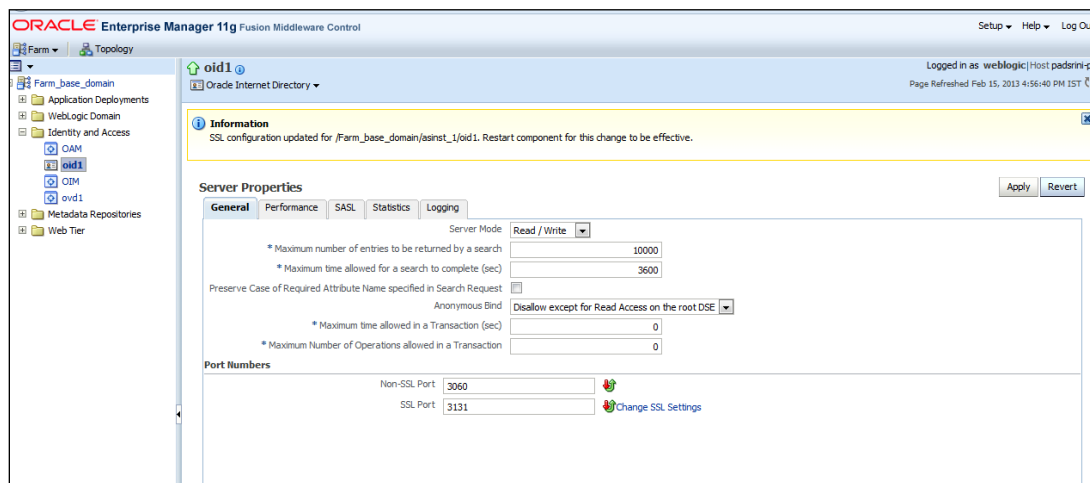 ORACLE Enterprise Manager 11g Fusion Middleware Control
Setup Help Log Ou
Farm Topology
Farm_base_domain
Application Deployments
WebLogic Domain
Identity and Access
OAM
oid1
OIM
ovd1
Metadata Repositories
Web Tier
oid1
Oracle Internet Directory
Logged in as weblogic|Host padsrini-p
Page Refreshed Feb 15, 2013 4:56:40 PM IST
Information
SSL configuration updated for /Farm_base_domain/asinst_1/oid1. Restart component for this change to be effective.
Server Properties
Apply Revert
General Performance SASL Statistics Logging
Server Mode Read / Write
* Maximum number of entries to be returned by a search 10000
* Maximum time allowed for a search to complete (sec) 3600
Preserve Case of Required Attribute Name specified in Search Request
Anonymous Bind Disallow except for Read Access on the root DSE
* Maximum time allowed in a Transaction (sec) 0
* Maximum Number of Operations allowed in a Transaction 0
Port Numbers
Non-SSL Port 3060
SSL Port 3131 Change SSL Settings